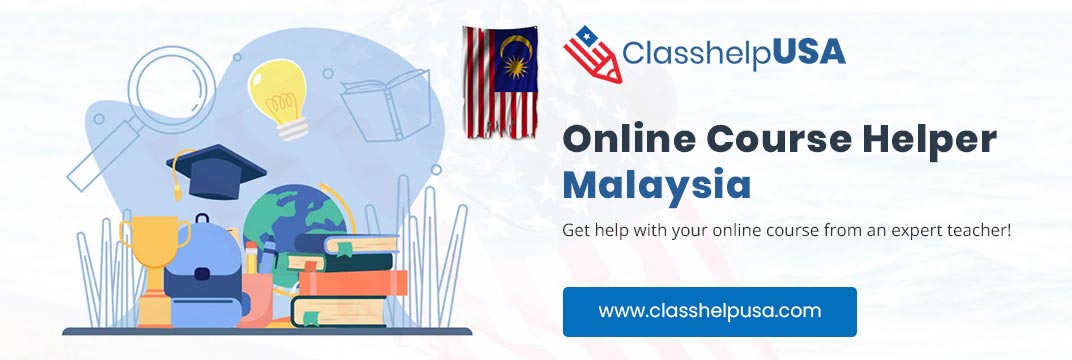 ClasshelpUSA
Online Course Helper
Malaysia
Get help with your online course from an expert teacher!
www.classhelpusa.com